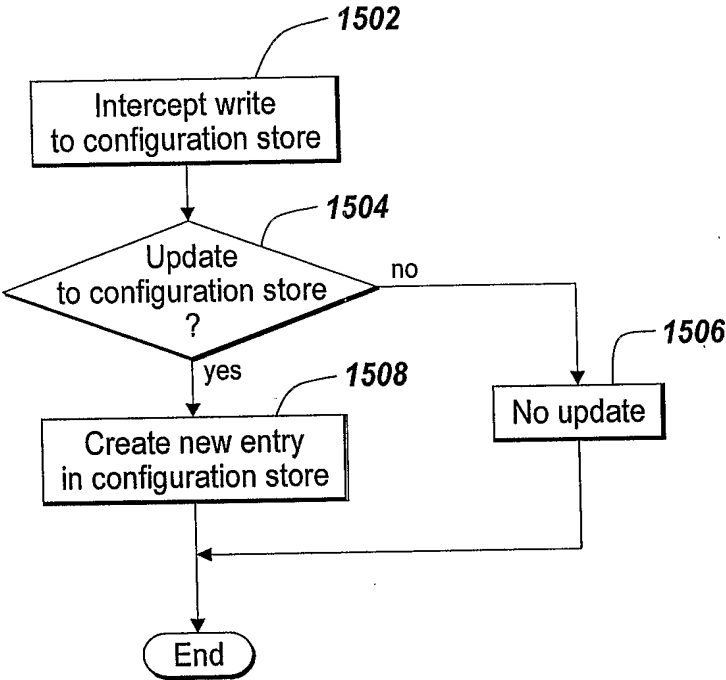 1502
Intercept write
to configuration store
1504
Update
to configuration store
?
no
yes
1506
No update
1508
Create new entry
in configuration store
End